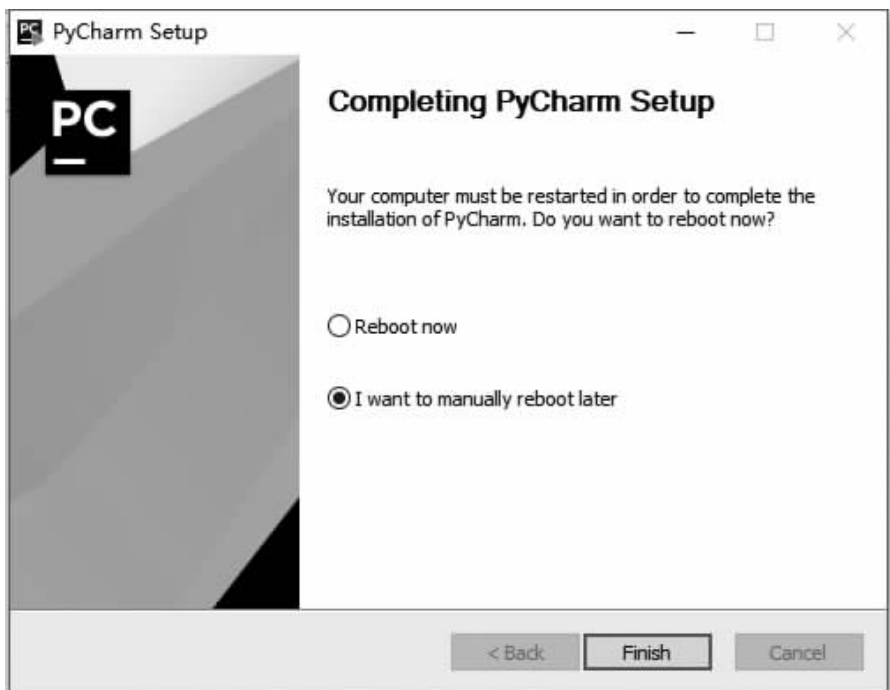 PyCharm Setup
PC
Completing PyCharm Setup
Your computer must be restarted in order to complete the
installation of PyCharm. Do you want to reboot now?
Reboot now
I want to manually reboot later
< Back
Finish
Cancel